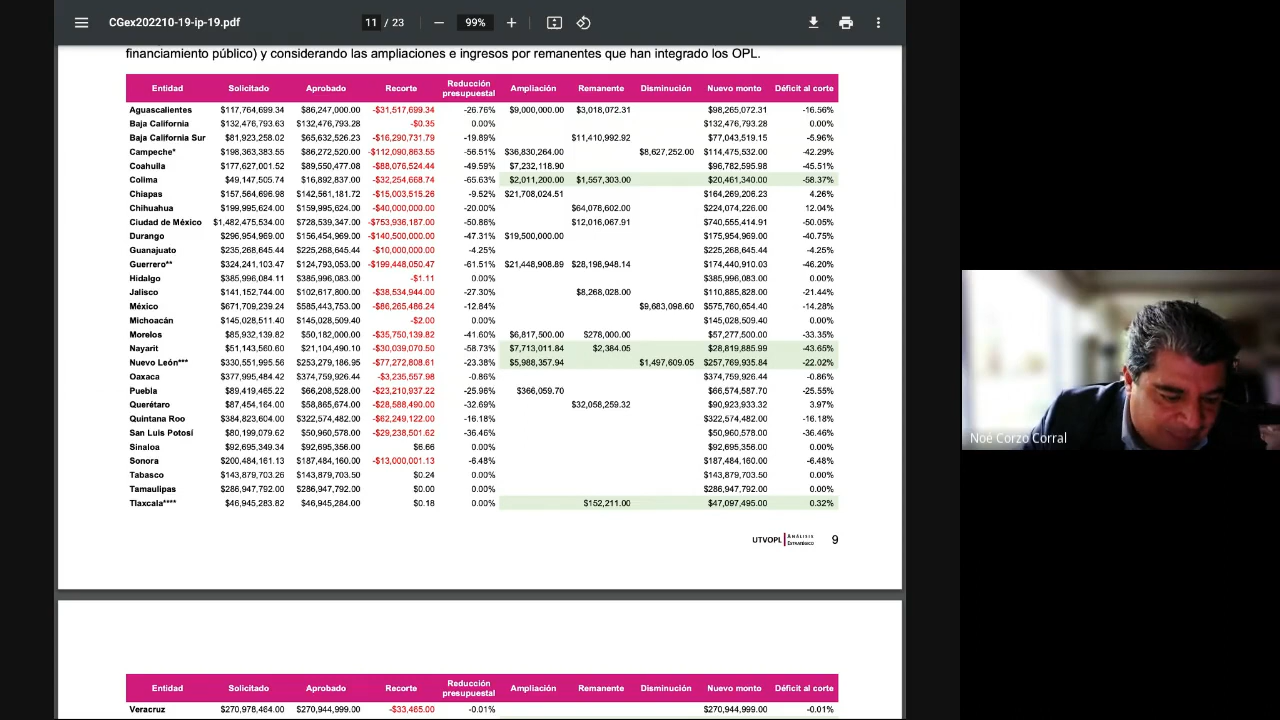 CGex202210-19-ip-19.pdf
11 / 23
99%
financiamiento público) y considerando las ampliaciones e ingresos por remanentes que han integrado los OPL.
Entidad Solicitado Aprobado Recorte Reducción presupuestal Ampliación Remanente Disminución Nuevo monto Déficit al corte
Aguascalientes $117,764,699.34 $86,247,000.00 -$31,517,699.34 -26.76% $9,000,000.00 $3,018,072.31 $98,265,072.31 -16.56%
Baja California $132,476,793.63 $132,476,793.28 -$0.35 0.00% $132,476,793.28 0.00%
Baja California Sur $81,923,258.02 $65,632,526.23 -$16,290,731.79 -19.89% $11,410,992.92 $77,043,519.15 -5.96%
Campeche* $198,363,383.55 $86,272,520.00 -$112,090,863.55 -56.51% $36,830,264.00 $8,627,252.00 $114,475,532.00 -42.29%
Coahuila $177,627,001.52 $89,550,477.08 -$88,076,524.44 -49.59% $7,232,118.90 $96,782,595.98 -45.51%
Colima $49,147,505.74 $16,892,837.00 -$32,254,668.74 -65.63% $2,011,200.00 $1,557,303.00 $20,461,340.00 -58.37%
Chiapas $157,564,696.98 $142,561,181.72 -$15,003,515.26 -9.52% $21,708,024.51 $164,269,206.23 4.26%
Chihuahua $199,995,624.00 $159,995,624.00 -$40,000,000.00 -20.00% $64,078,602.00 $224,074,226.00 12.04%
Ciudad de México $1,482,475,534.00 $728,539,347.00 -$753,936,187.00 -50.86% $12,016,067.91 $740,555,414.91 -50.05%
Durango $296,954,969.00 $156,454,969.00 -$140,500,000.00 -47.31% $19,500,000.00 $175,954,969.00 -40.75%
Guanajuato $235,268,645.44 $225,268,645.44 -$10,000,000.00 -4.25% $225,268,645.44 -4.25%
Guerrero** $324,241,103.47 $124,793,053.00 -$199,448,050.47 -61.51% $21,448,908.89 $28,198,948.14 $174,440,910.03 -46.20%
Hidalgo $385,996,084.11 $385,996,083.00 -$1.11 0.00% $385,996,083.00 0.00%
Jalisco $141,152,744.00 $102,617,800.00 -$38,534,944.00 -27.30% $8,268,028.00 $110,885,828.00 -21.44%
México $671,709,239.24 $585,443,753.00 -$86,265,486.24 -12.84% $9,683,098.60 $575,760,654.40 -14.28%
Michoacán $145,028,511.40 $145,028,509.40 -$2.00 0.00% $145,028,509.40 0.00%
Morelos $85,932,139.82 $50,182,000.00 -$35,750,139.82 -41.60% $6,817,500.00 $278,000.00 $57,277,500.00 -33.35%
Nayarit $51,143,560.60 $21,104,490.10 -$30,039,070.50 -58.73% $7,713,011.84 $2,384.05 $28,819,885.99 -43.65%
Nuevo León*** $330,551,995.56 $253,279,186.95 -$77,272,808.61 -23.38% $5,988,357.94 $1,497,609.05 $257,769,935.84 -22.02%
Oaxaca $377,995,484.42 $374,759,926.44 -$3,235,557.98 -0.86% $374,759,926.44 -0.86%
Puebla $89,419,465.22 $66,208,528.00 -$23,210,937.22 -25.96% $366,059.70 $66,574,587.70 -25.55%
Querétaro $87,454,164.00 $58,865,674.00 -$28,588,490.00 -32.69% $32,058,259.32 $90,923,933.32 3.97%
Quintana Roo $384,823,604.00 $322,574,482.00 -$62,249,122.00 -16.18% $322,574,482.00 -16.18%
San Luis Potosí $80,199,079.62 $50,960,578.00 -$29,238,501.62 -36.46% $50,960,578.00 -36.46%
Sinaloa $92,695,349.34 $92,695,356.00 $6.66 0.00% $92,695,356.00 0.00%
Sonora $200,484,161.13 $187,484,160.00 -$13,000,001.13 -6.48% $187,484,160.00 -6.48%
Tabasco $143,879,703.26 $143,879,703.50 $0.24 0.00% $143,879,703.50 0.00%
Tamaulipas $286,947,792.00 $286,947,792.00 $0.00 0.00% $286,947,792.00 0.00%
Tlaxcala**** $46,945,283.82 $46,945,284.00 $0.18 0.00% $152,211.00 $47,097,495.00 0.32%
UTVOPL ANÁLISIS ESTRATÉGICO 9
Entidad Solicitado Aprobado Recorte Reducción presupuestal Ampliación Remanente Disminución Nuevo monto Déficit al corte
Veracruz $270,978,464.00 $270,944,999.00 -$33,465.00 -0.01% $270,944,999.00 -0.01%
Noé Corzo Corral